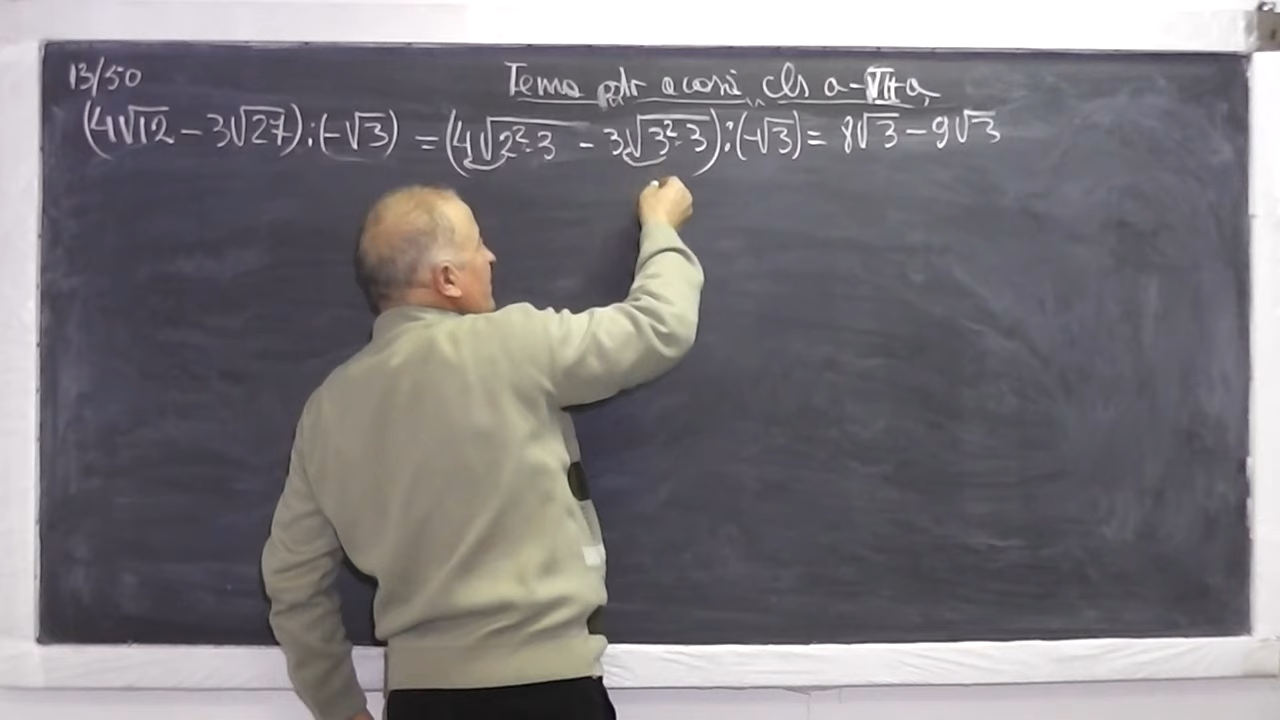 13/50 Tema ptr acasă cls a-VII-a
(4√12 − 3√27):(−√3) = (4√2²·3 − 3√3²·3):(−√3) = 8√3 − 9√3